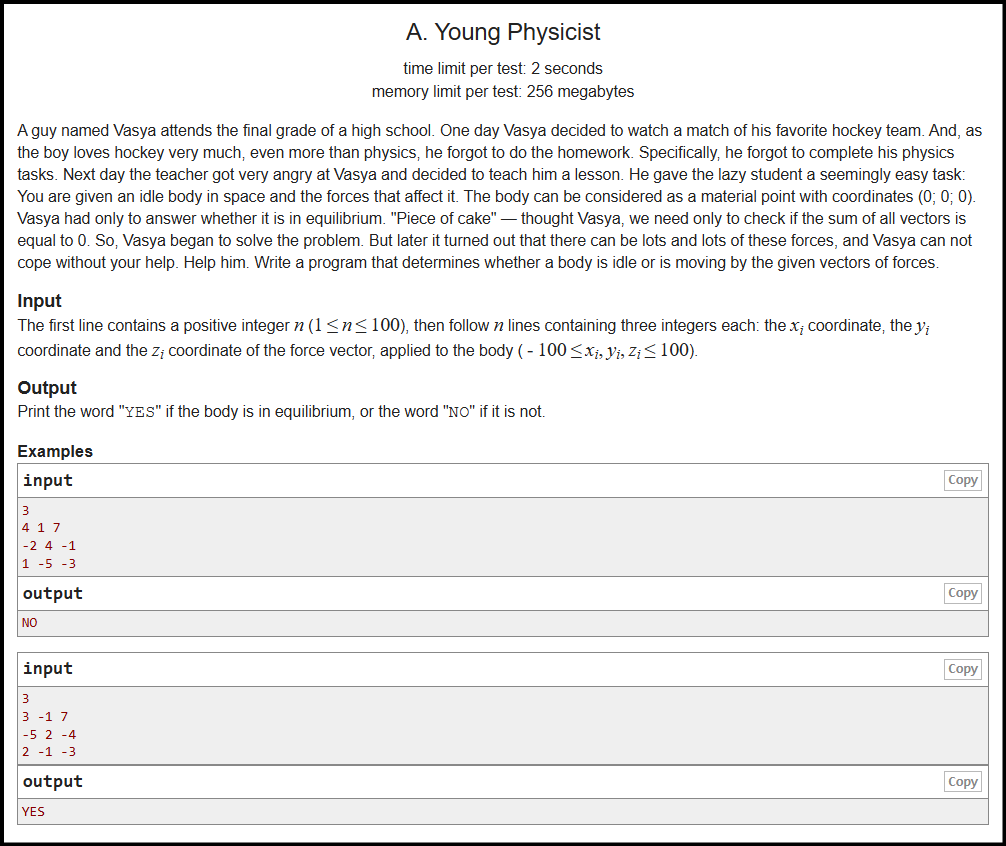 A. Young Physicist
time limit per test: 2 seconds
memory limit per test: 256 megabytes
A guy named Vasya attends the final grade of a high school. One day Vasya decided to watch a match of his favorite hockey team. And, as
the boy loves hockey very much, even more than physics, he forgot to do the homework. Specifically, he forgot to complete his physics
tasks. Next day the teacher got very angry at Vasya and decided to teach him a lesson. He gave the lazy student a seemingly easy task:
You are given an idle body in space and the forces that affect it. The body can be considered as a material point with coordinates (0; 0; 0).
Vasya had only to answer whether it is in equilibrium. "Piece of cake" — thought Vasya, we need only to check if the sum of all vectors is
equal to 0. So, Vasya began to solve the problem. But later it turned out that there can be lots and lots of these forces, and Vasya can not
cope without your help. Help him. Write a program that determines whether a body is idle or is moving by the given vectors of forces.
Input
The first line contains a positive integer n (1 ≤ n ≤ 100), then follow n lines containing three integers each: the xᵢ coordinate, the yᵢ
coordinate and the zᵢ coordinate of the force vector, applied to the body ( - 100 ≤ xᵢ, yᵢ, zᵢ ≤ 100).
Output
Print the word "YES" if the body is in equilibrium, or the word "NO" if it is not.
Examples
input Copy
3
4 1 7
-2 4 -1
1 -5 -3
output Copy
NO
input Copy
3
3 -1 7
-5 2 -4
2 -1 -3
output Copy
YES